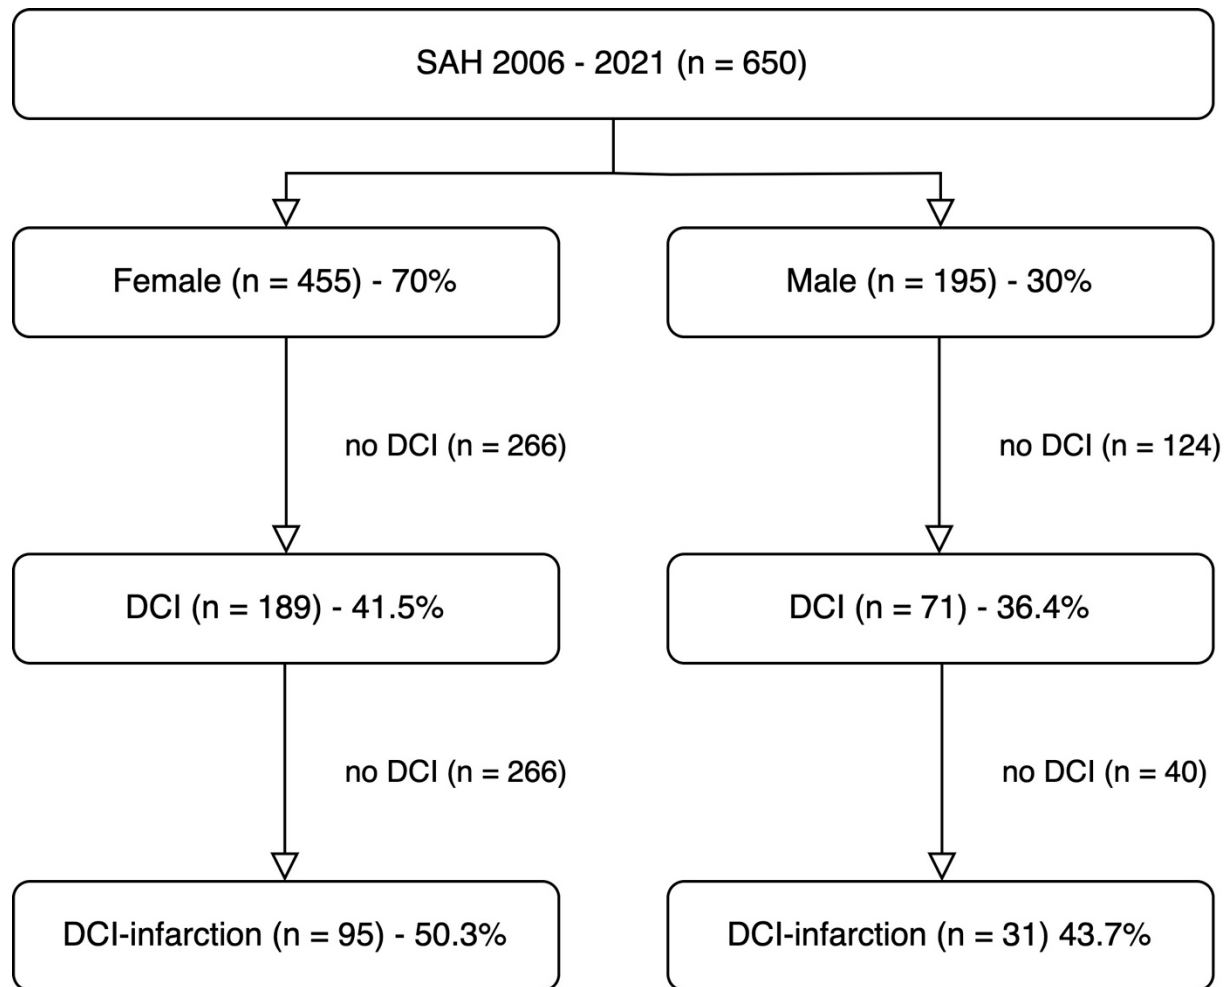 SAH 2006 - 2021 (n = 650)
Female (n = 455) - 70%
Male (n = 195) - 30%
no DCI (n = 266)
no DCI (n = 124)
DCI (n = 189) - 41.5%
DCI (n = 71) - 36.4%
no DCI (n = 266)
no DCI (n = 40)
DCI-infarction (n = 95) - 50.3%
DCI-infarction (n = 31) 43.7%